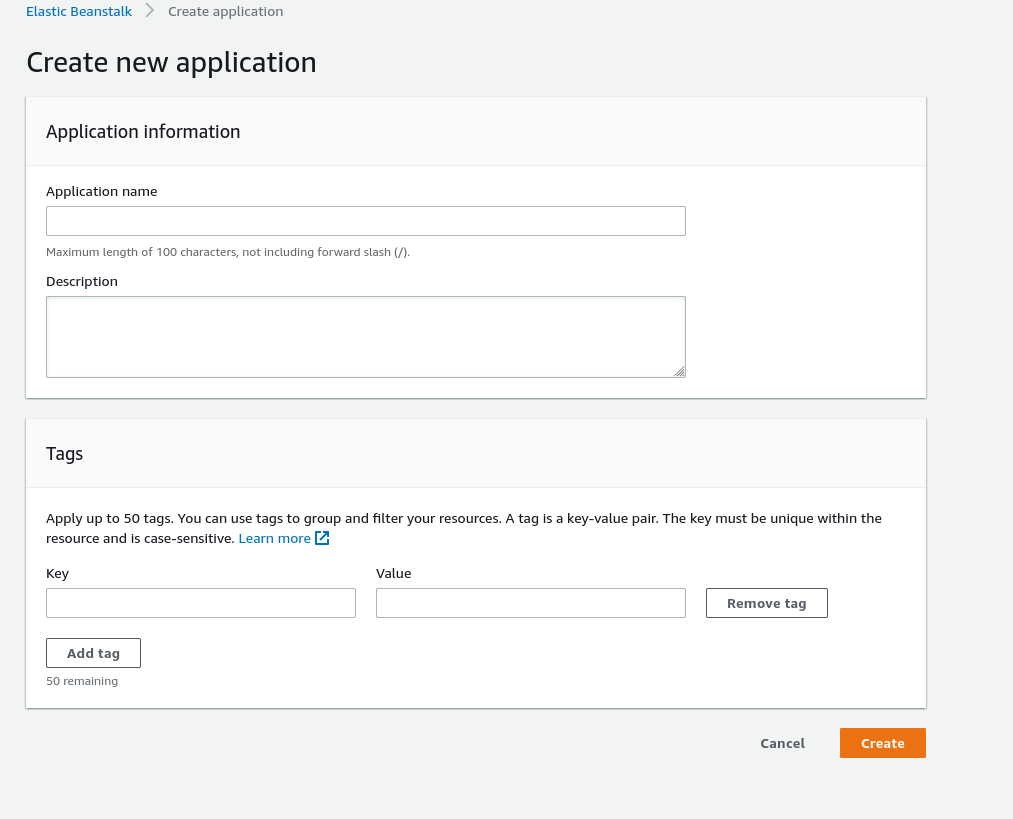 Elastic Beanstalk Create application
Create new application
Application information
Application name
Maximum length of 100 characters, not including forward slash (/).
Description
Tags
Apply up to 50 tags. You can use tags to group and filter your resources. A tag is a key-value pair. The key must be unique within the
resource and is case-sensitive. Learn more
Key Value
Remove tag
Add tag
50 remaining
Cancel Create